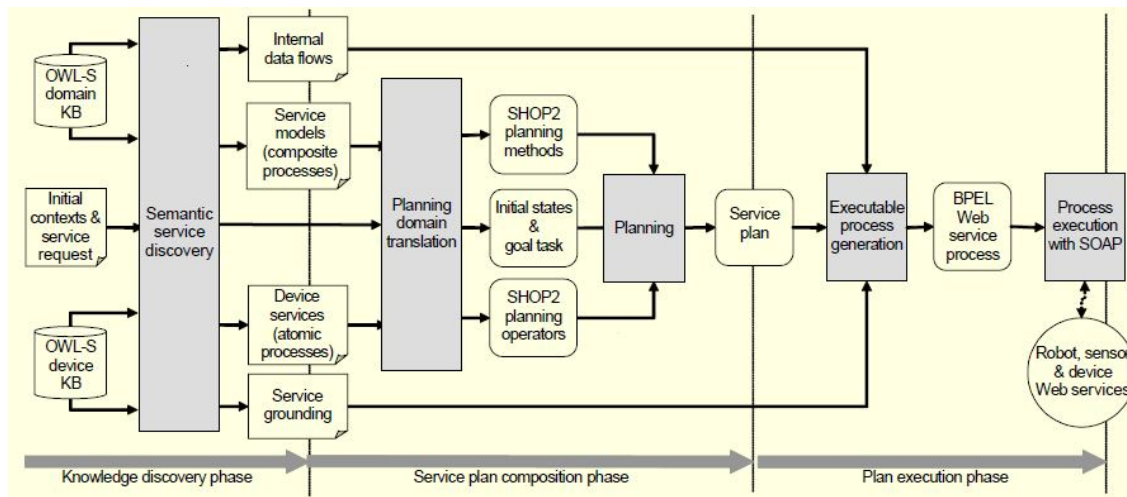 OWL-S
domain
KB
Initial
contexts &
service
request
OWL-S
device
KB
Semantic
service
discovery
Internal
data flows
Service
models
(composite
processes)
Device
services
(atomic
processes)
Service
grounding
Planning
domain
translation
SHOP2
planning
methods
Initial states
&
goal task
SHOP2
planning
operators
Planning
Service
plan
Executable
process
generation
BPEL
Web
service
process
Process
execution
with SOAP
Robot, sensor
& device
Web services
Knowledge discovery phase
Service plan composition phase
Plan execution phase